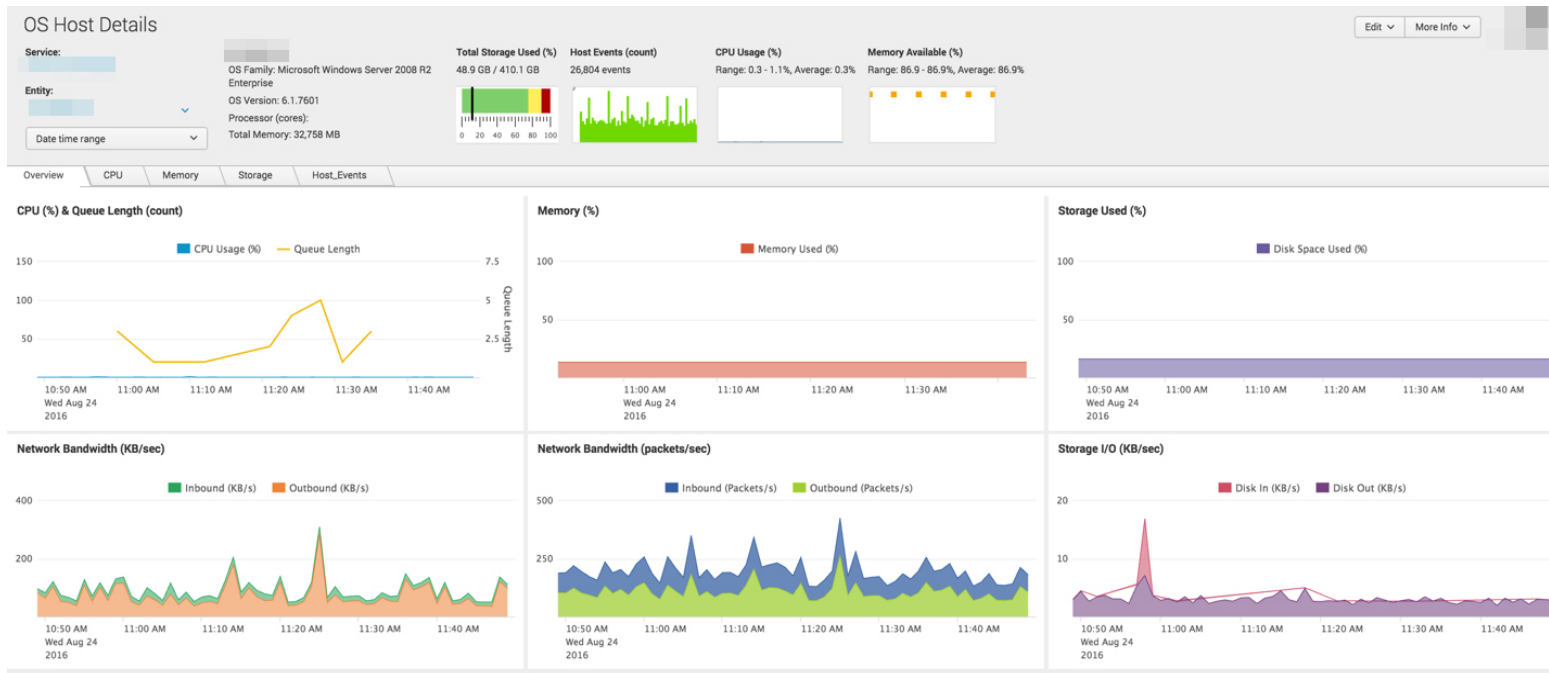 OS Host Details
Edit
More Info
Service:
Entity:
Date time range
OS Family: Microsoft Windows Server 2008 R2
Enterprise
OS Version: 6.1.7601
Processor (cores):
Total Memory: 32,758 MB
Total Storage Used (%)
48.9 GB / 410.1 GB
0 20 40 60 80 100
Host Events (count)
26,804 events
CPU Usage (%)
Range: 0.3 - 1.1%, Average: 0.3%
Memory Available (%)
Range: 86.9 - 86.9%, Average: 86.9%
Overview CPU Memory Storage Host_Events
CPU (%) & Queue Length (count)
CPU Usage (%) Queue Length
150
100
50
7.5
5
2.5
Queue Length
10:50 AM 11:00 AM 11:10 AM 11:20 AM 11:30 AM 11:40 AM
Wed Aug 24
2016
Memory (%)
Memory Used (%)
100
50
11:00 AM 11:10 AM 11:20 AM 11:30 AM
Wed Aug 24
2016
Storage Used (%)
Disk Space Used (%)
100
50
10:50 AM 11:00 AM 11:10 AM 11:20 AM 11:30 AM 11:40 AM
Wed Aug 24
2016
Network Bandwidth (KB/sec)
Inbound (KB/s) Outbound (KB/s)
400
200
10:50 AM 11:00 AM 11:10 AM 11:20 AM 11:30 AM 11:40 AM
Wed Aug 24
2016
Network Bandwidth (packets/sec)
Inbound (Packets/s) Outbound (Packets/s)
500
250
10:50 AM 11:00 AM 11:10 AM 11:20 AM 11:30 AM 11:40 AM
Wed Aug 24
2016
Storage I/O (KB/sec)
Disk In (KB/s) Disk Out (KB/s)
20
10
10:50 AM 11:00 AM 11:10 AM 11:20 AM 11:30 AM 11:40 AM
Wed Aug 24
2016